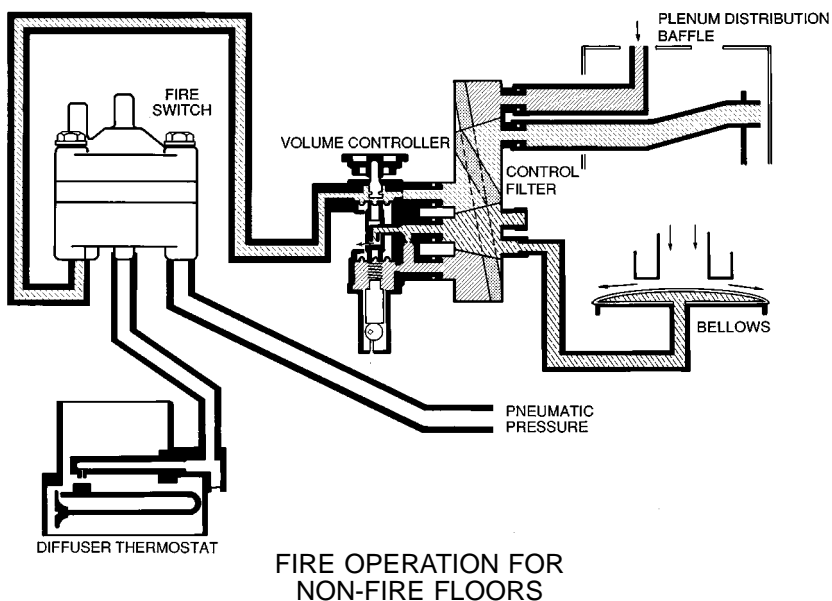 PLENUM DISTRIBUTION
BAFFLE
FIRE
SWITCH
VOLUME CONTROLLER
CONTROL
FILTER
BELLOWS
PNEUMATIC
PRESSURE
DIFFUSER THERMOSTAT
FIRE OPERATION FOR
NON-FIRE FLOORS